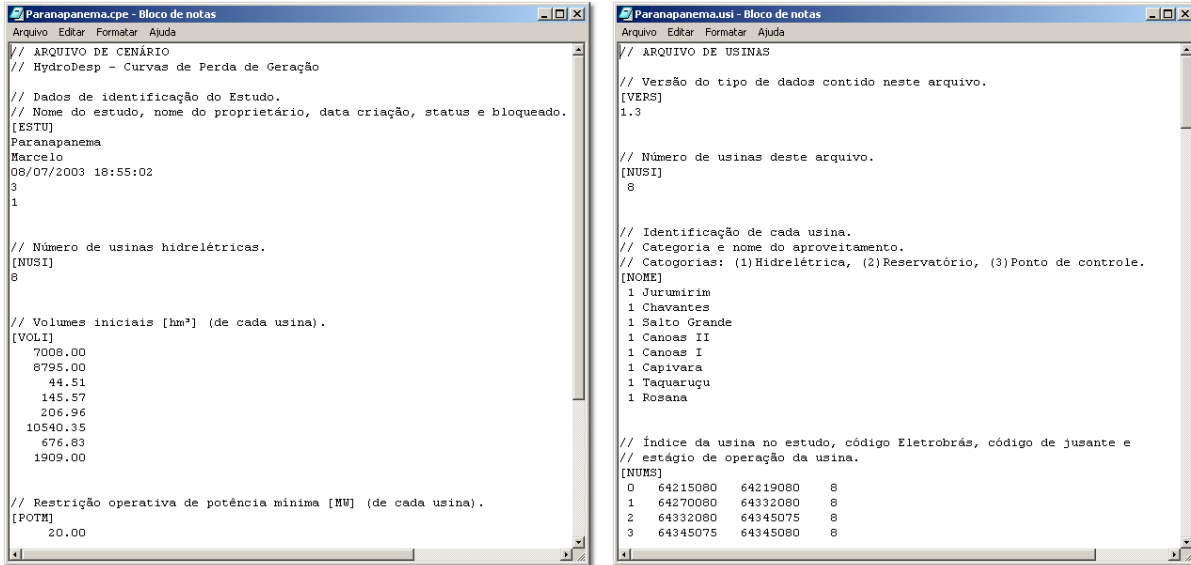 Paranapanema.cpe - Bloco de notas
Arquivo Editar Formatar Ajuda
// ARQUIVO DE CENÁRIO
// HydroDesp - Curvas de Perda de Geração
// Dados de identificação do Estudo.
// Nome do estudo, nome do proprietário, data criação, status e bloqueado.
[ESTU]
Paranapanema
Marcelo
08/07/2003 18:55:02
3
1
// Número de usinas hidrelétricas.
[NUSI]
8
// Volumes iniciais [hm³] (de cada usina).
[VOLI]
7008.00
8795.00
44.51
145.57
206.96
10540.35
676.83
1909.00
// Restrição operativa de potência mínima [MW] (de cada usina).
[POTM]
20.00
Paranapanema.usi - Bloco de notas
Arquivo Editar Formatar Ajuda
// ARQUIVO DE USINAS
// Versão do tipo de dados contido neste arquivo.
[VERS]
1.3
// Número de usinas deste arquivo.
[NUSI]
8
// Identificação de cada usina.
// Categoria e nome do aproveitamento.
// Catogorias: (1)Hidrelétrica, (2)Reservatório, (3)Ponto de controle.
[NOME]
1 Jurumirim
1 Chavantes
1 Salto Grande
1 Canoas II
1 Canoas I
1 Capivara
1 Taquaruçu
1 Rosana
// Índice da usina no estudo, código Eletrobrás, código de jusante e
// estágio de operação da usina.
[NUMS]
0 64215080 64219080 8
1 64270080 64332080 8
2 64332080 64345075 8
3 64345075 64345080 8